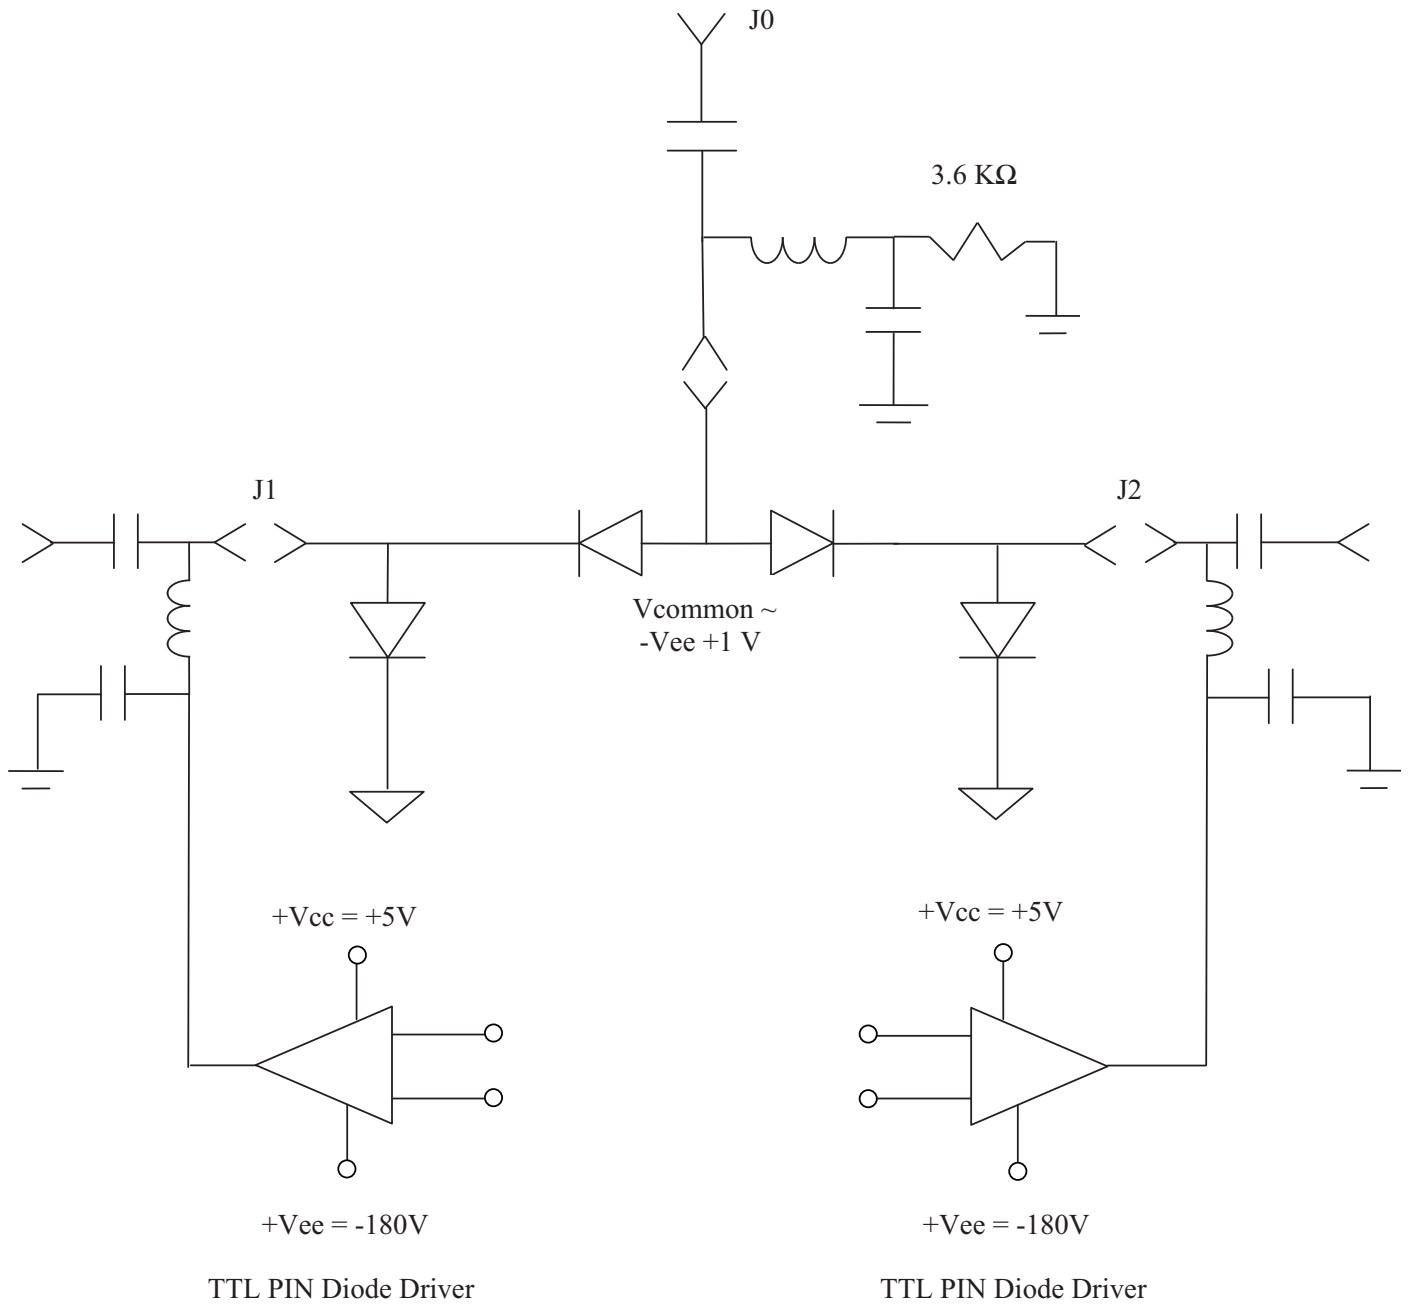 J0
3.6 KΩ
J1
J2
Vcommon ~
-Vee +1 V
+Vcc = +5V
+Vcc = +5V
+Vee = -180V
+Vee = -180V
TTL PIN Diode Driver
TTL PIN Diode Driver